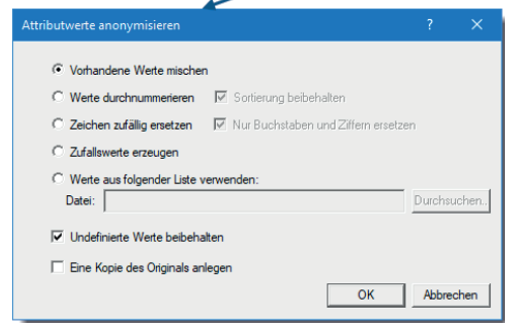 Attributwerte anonymisieren ?
Vorhandene Werte mischen
Werte durchnummerieren Sortierung beibehalten
Zeichen zufällig ersetzen Nur Buchstaben und Ziffern ersetzen
Zufallswerte erzeugen
Werte aus folgender Liste verwenden:
Datei: Durchsuchen..
Undefinierte Werte beibehalten
Eine Kopie des Originals anlegen
OK Abbrechen